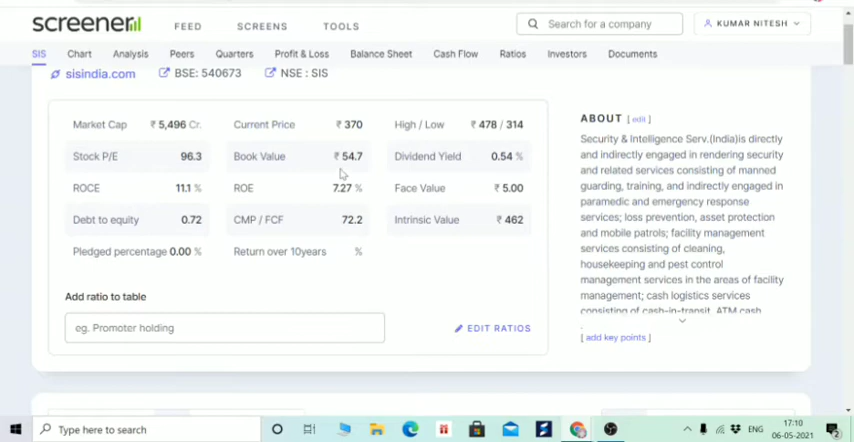 screener
FEED
SCREENS
TOOLS
Search for a company
KUMAR NITESH
SIS
Chart
Analysis
Peers
Quarters
Profit & Loss
Balance Sheet
Cash Flow
Ratios
Investors
Documents
sisindia.com
BSE: 540673
NSE : SIS
Market Cap ₹ 5,496 Cr.
Current Price ₹ 370
High / Low ₹ 478 / 314
Stock P/E 96.3
Book Value ₹ 54.7
Dividend Yield 0.54 %
ROCE 11.1 %
ROE 7.27 %
Face Value ₹ 5.00
Debt to equity 0.72
CMP / FCF 72.2
Intrinsic Value ₹ 462
Pledged percentage 0.00 %
Return over 10years %
Add ratio to table
eg. Promoter holding
EDIT RATIOS
ABOUT [ edit ]
Security & Intelligence Serv.(India)is directly
and indirectly engaged in rendering security
and related services consisting of manned
guarding, training, and indirectly engaged in
paramedic and emergency response
services; loss prevention, asset protection
and mobile patrols; facility management
services consisting of cleaning,
housekeeping and pest control
management services in the areas of facility
management; cash logistics services
consisting of cash-in-transit, ATM cash
[ add key points ]
Type here to search
ENG
17:10
06-05-2021
2